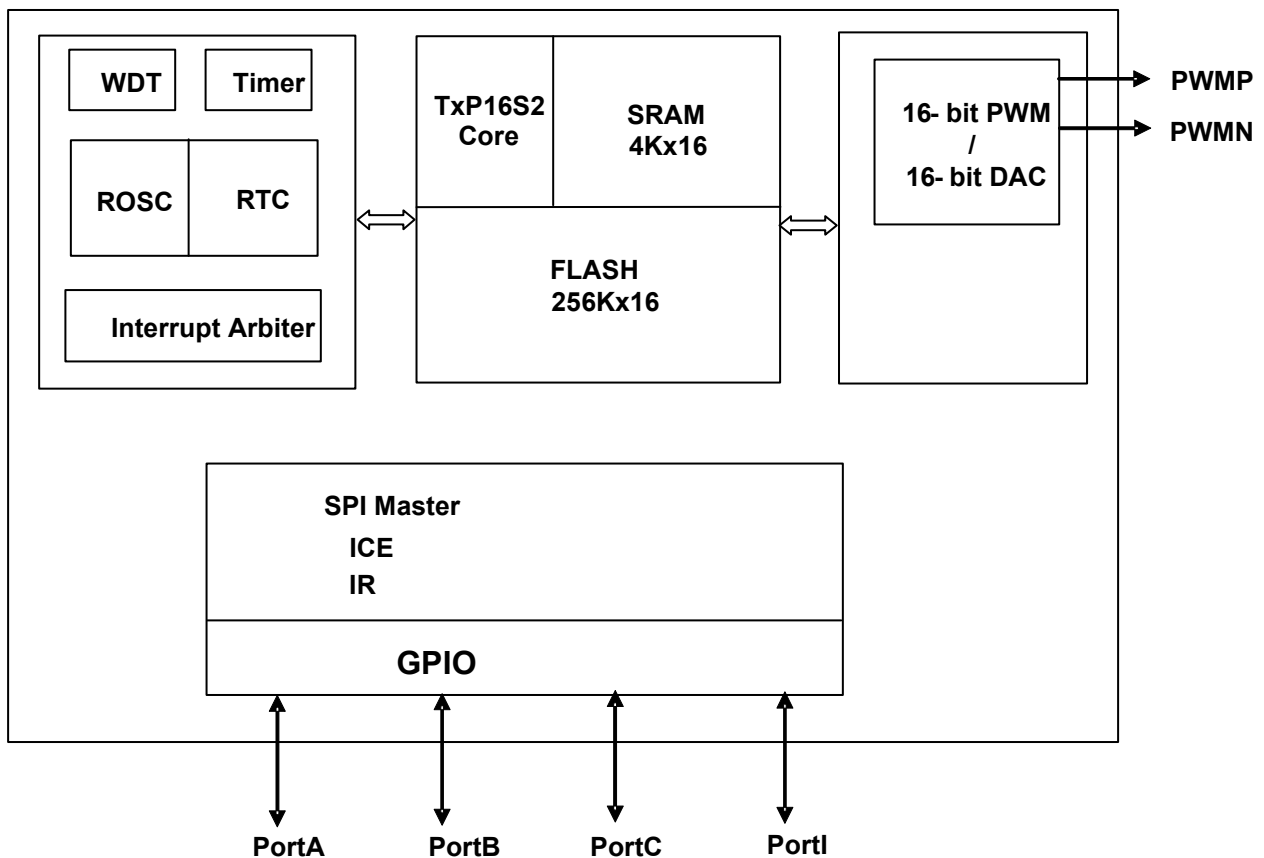 WDT
Timer
ROSC
RTC
Interrupt Arbiter
TxP16S2
Core
SRAM
4Kx16
FLASH
256Kx16
16- bit PWM
/
16- bit DAC
PWMP
PWMN
SPI Master
ICE
IR
GPIO
PortA
PortB
PortC
PortI